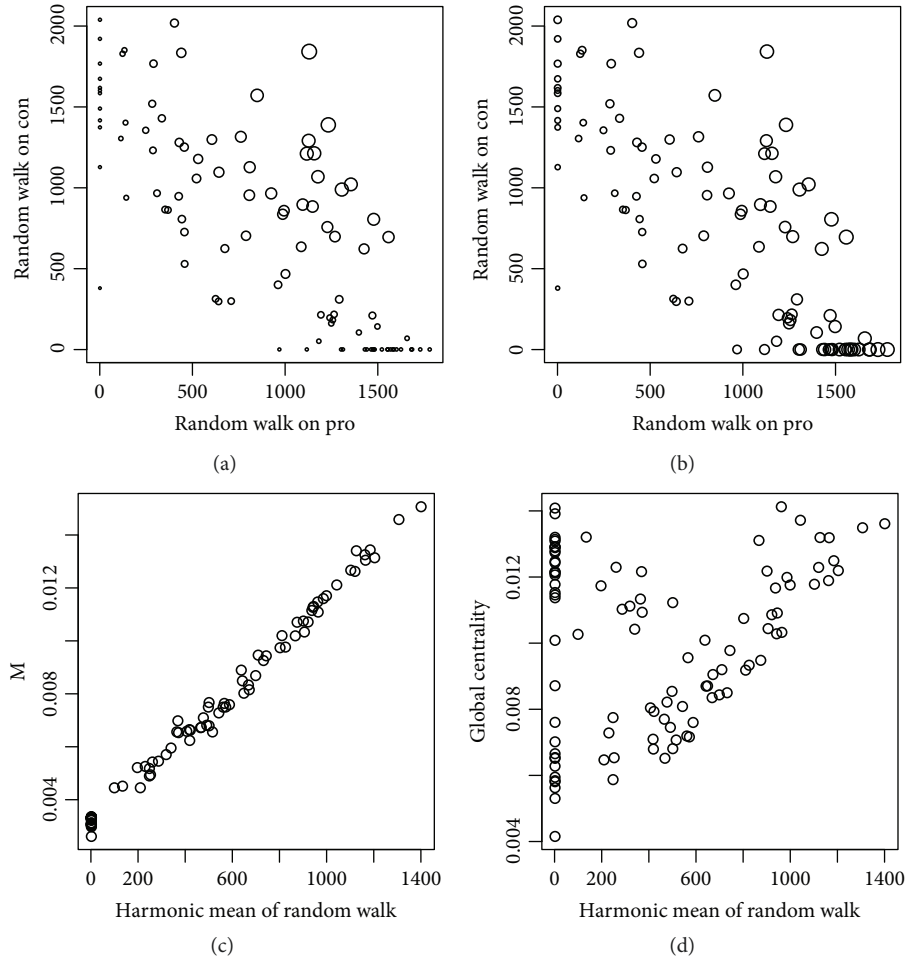 2000
1500
1000
500
0
Random walk on con
0 500 1000 1500
Random walk on pro
(a)
2000
1500
1000
500
0
Random walk on con
0 500 1000 1500
Random walk on pro
(b)
0.012
0.008
0.004
M
0 200 600 1000 1400
Harmonic mean of random walk
(c)
0.012
0.008
0.004
Global centrality
0 200 600 1000 1400
Harmonic mean of random walk
(d)